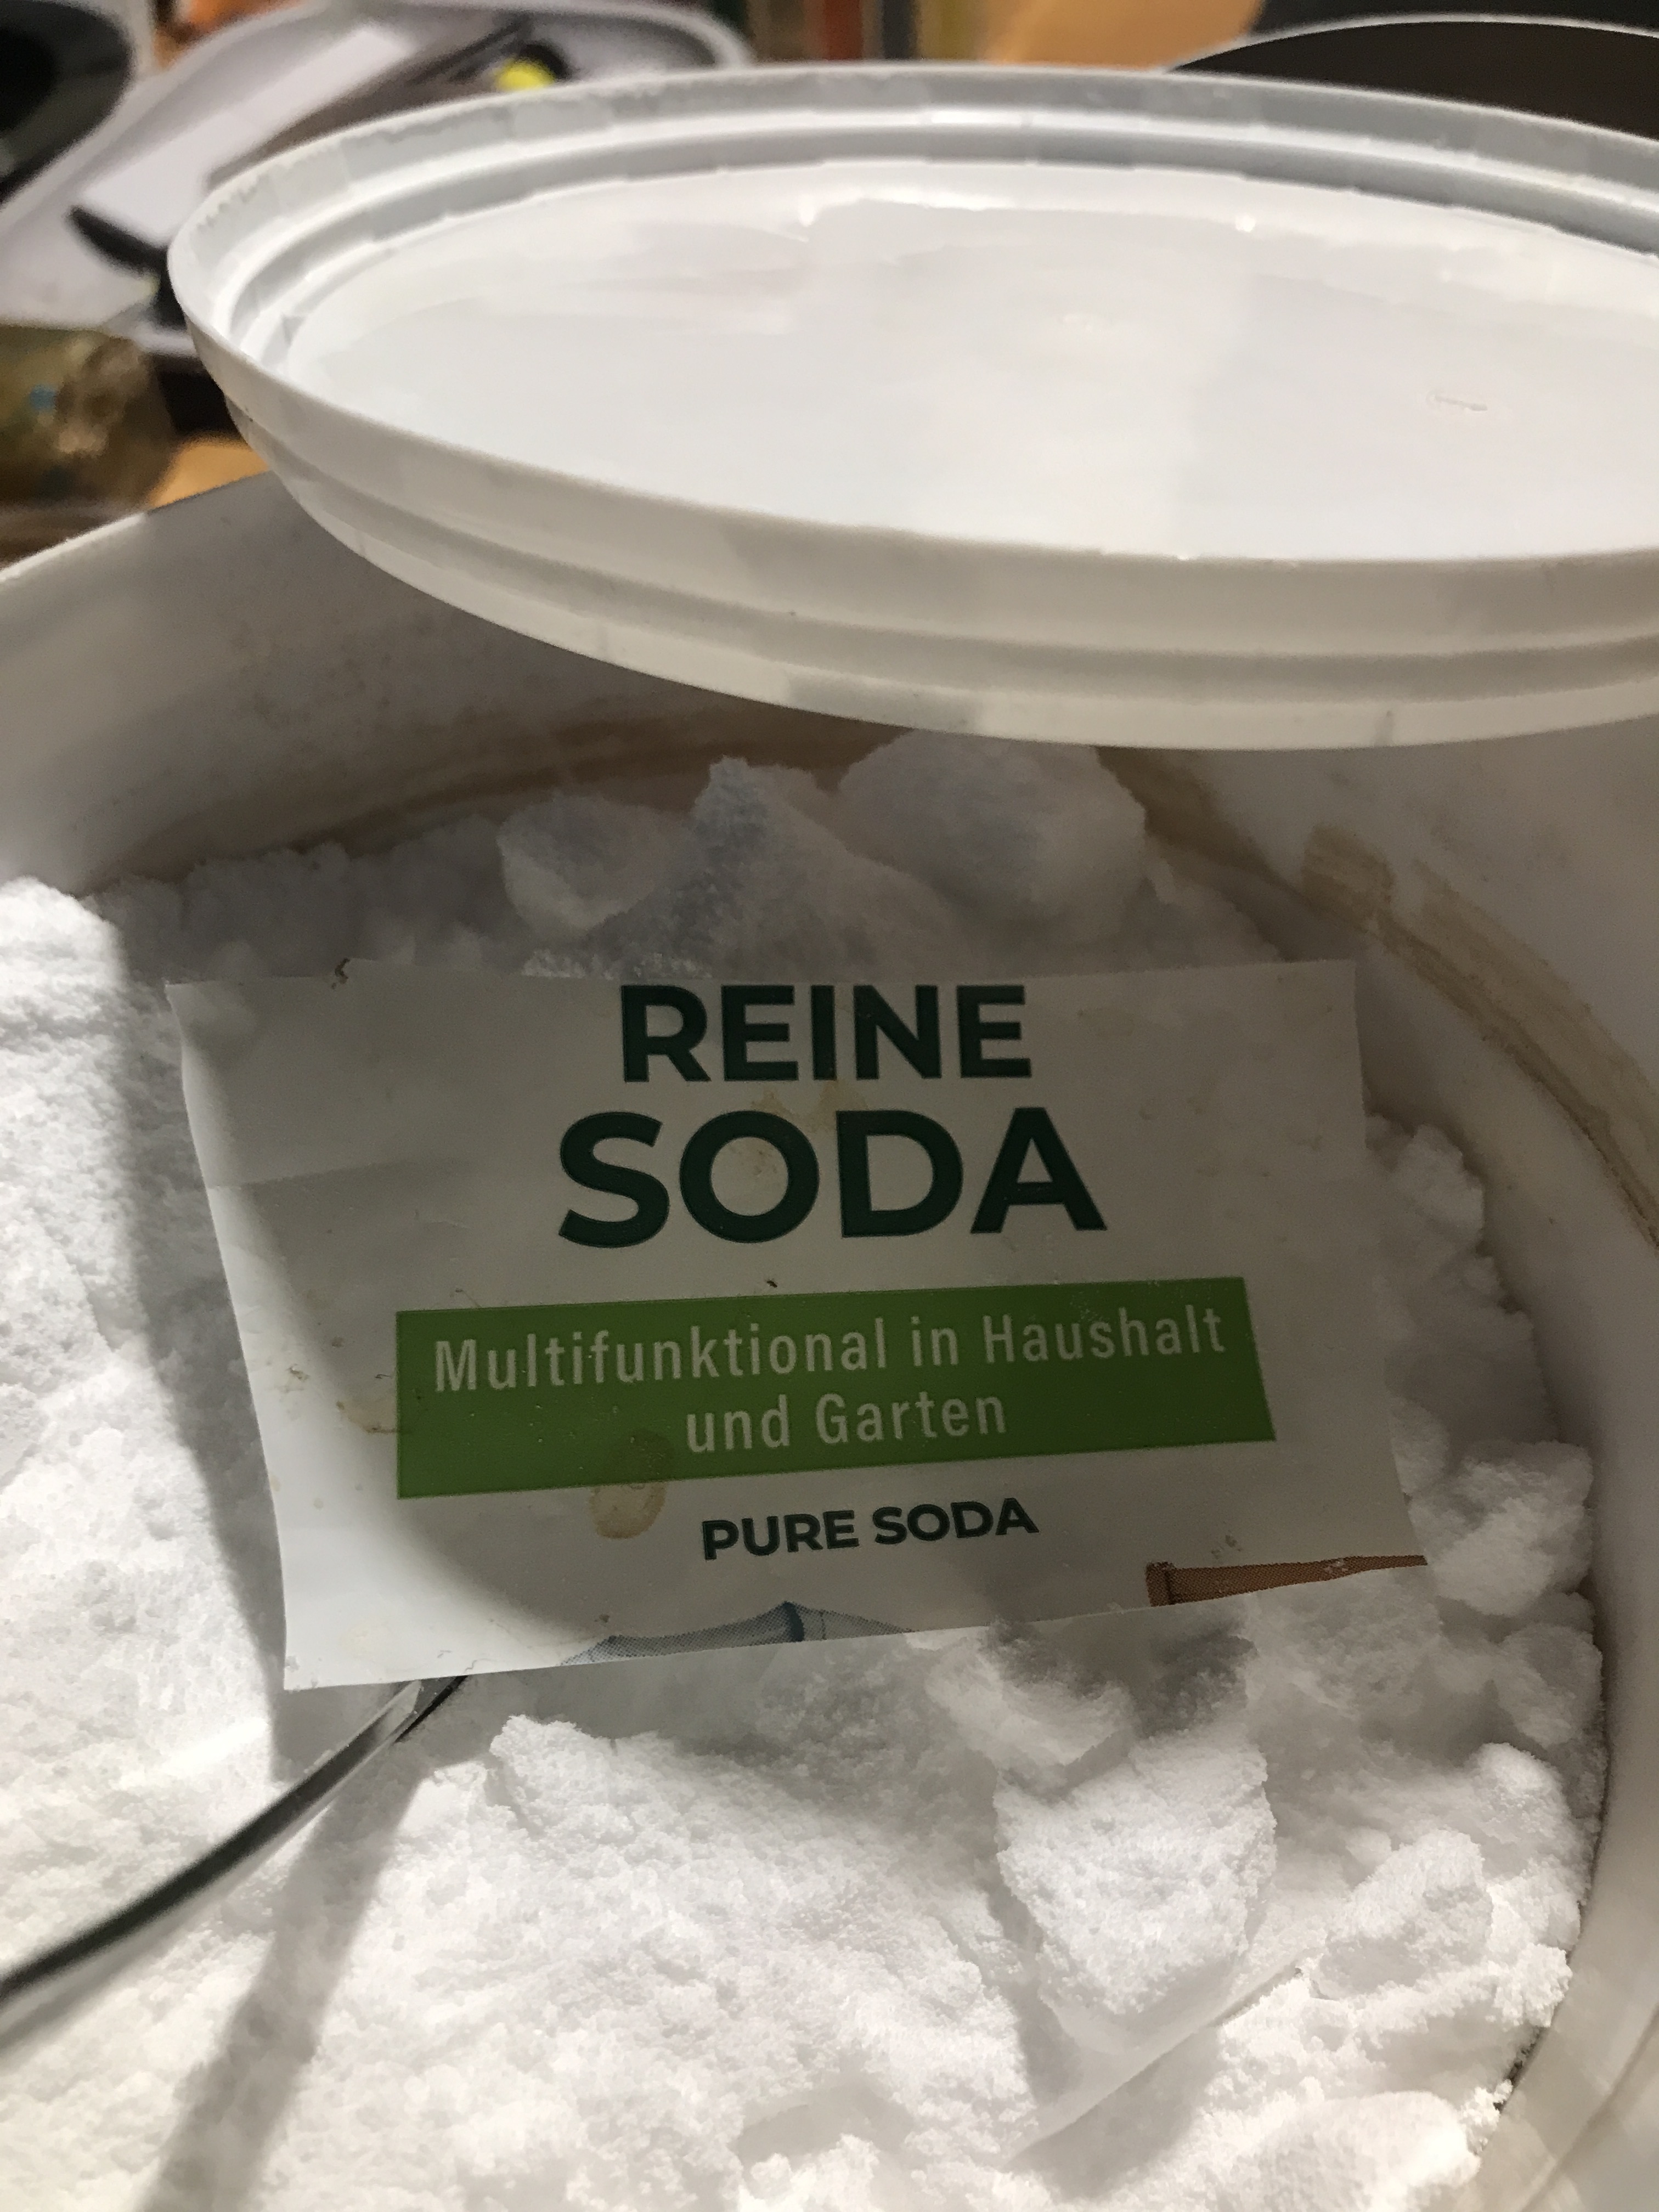 REINE
SODA
Multifunktional in Haushalt
und Garten
PURE SODA